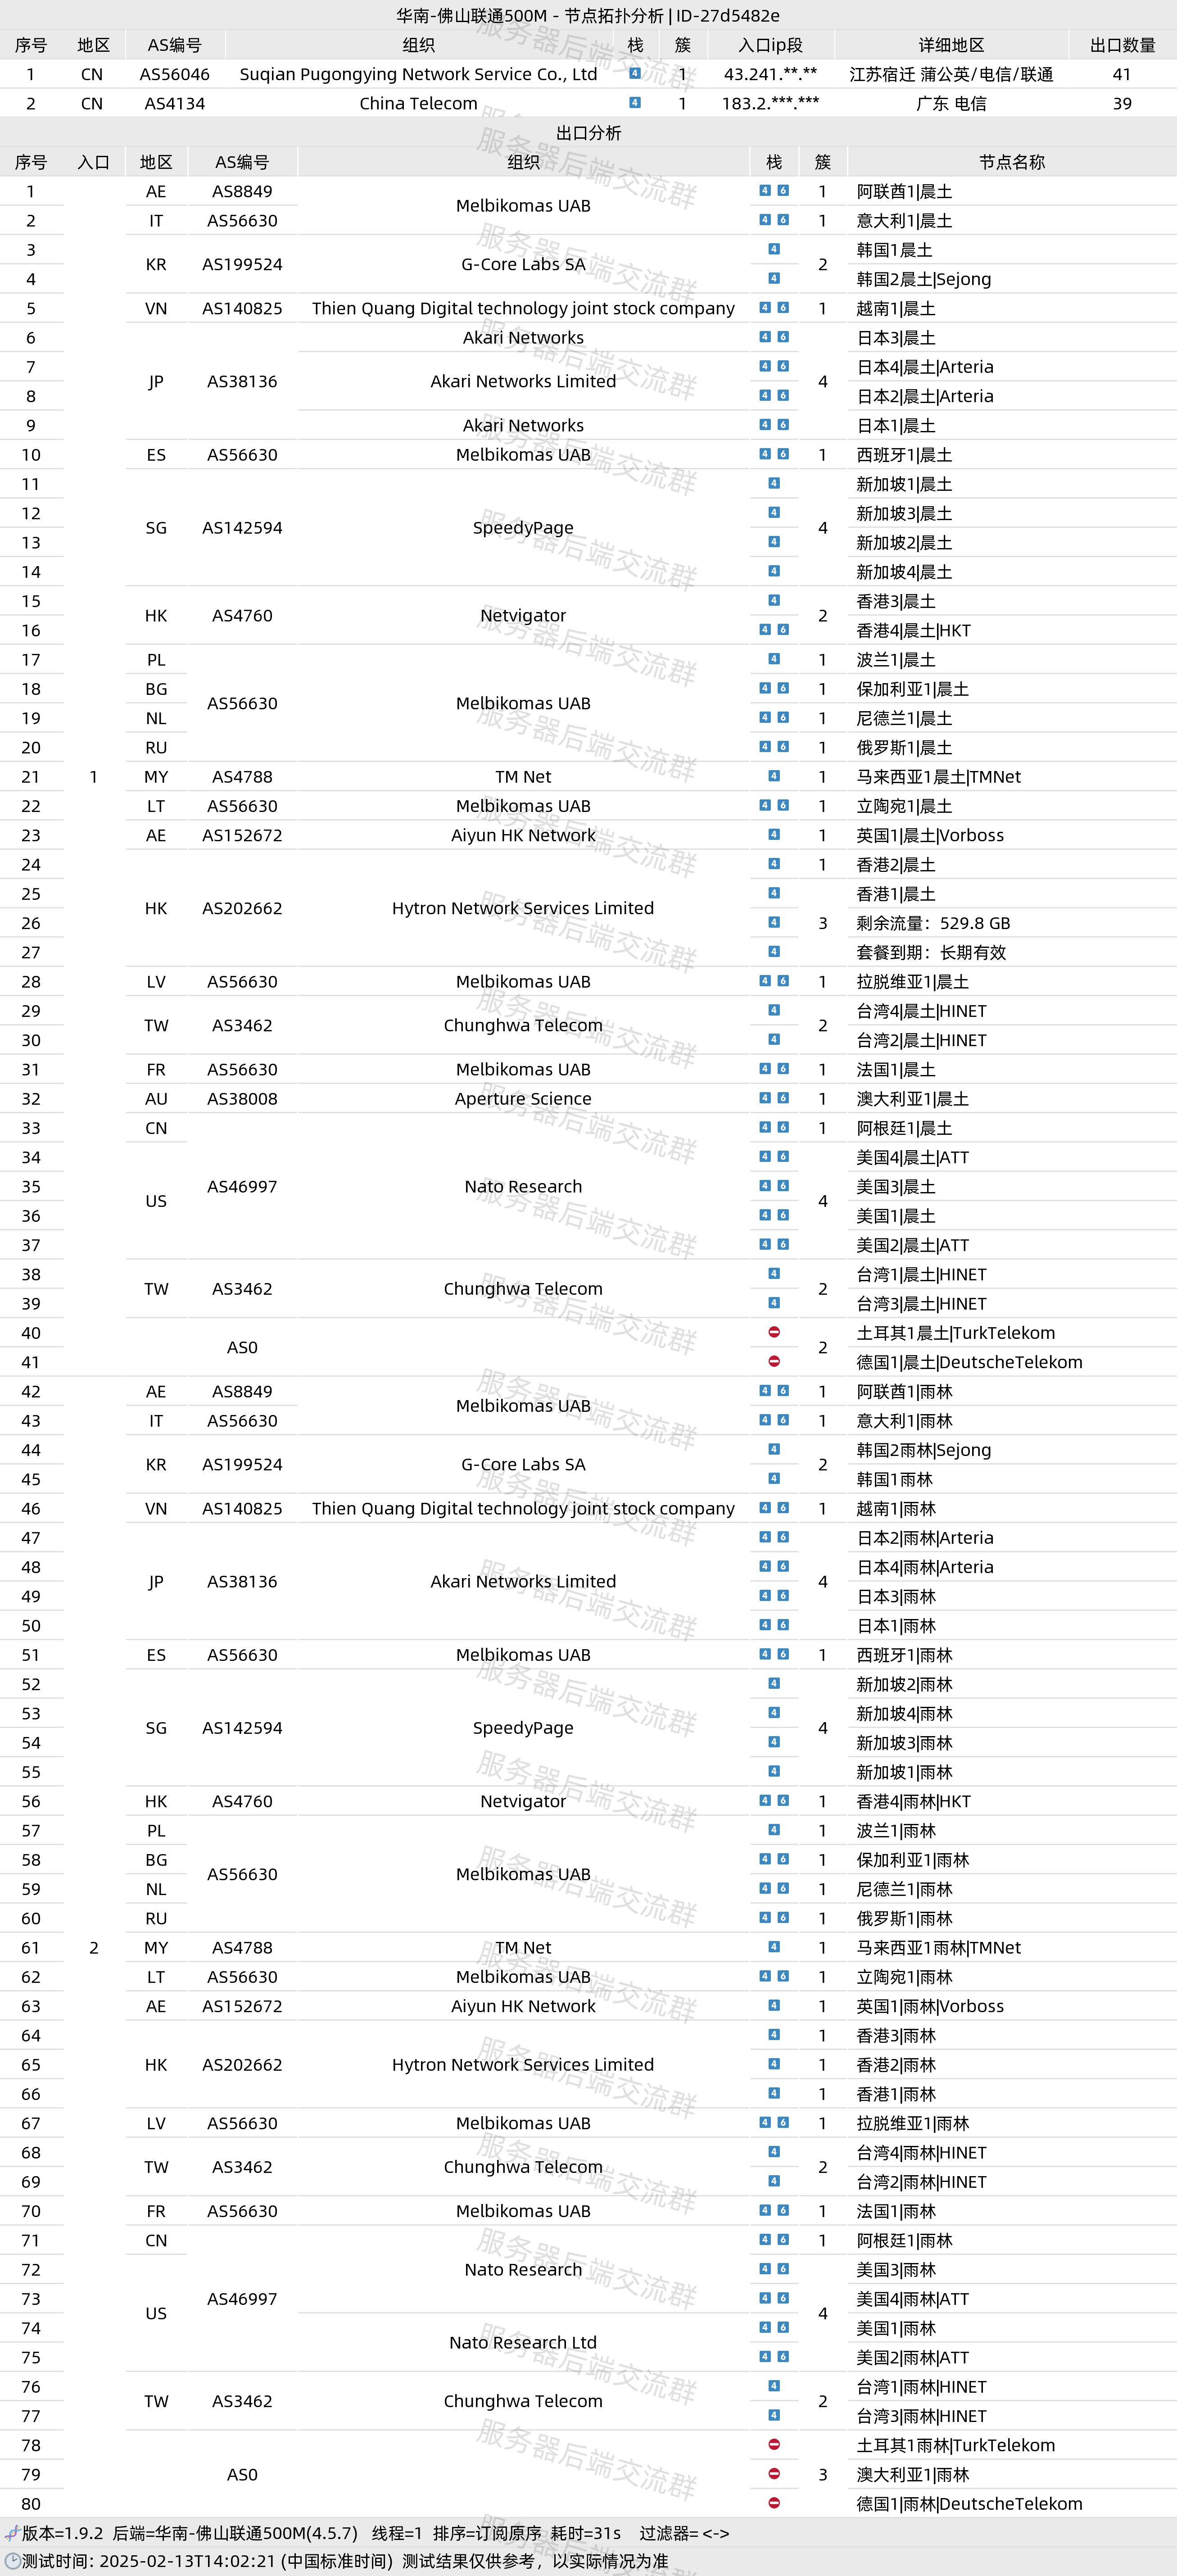 华南-佛山联通500M - 节点拓扑分析 | ID-27d5482e
序号 地区 AS编号 组织 栈 簇 入口ip段 详细地区 出口数量
1 CN AS56046 Suqian Pugongying Network Service Co., Ltd 4 1 43.241.**.** 江苏宿迁 蒲公英/电信/联通 41
2 CN AS4134 China Telecom 4 1 183.2.***.*** 广东 电信 39
出口分析
序号 入口 地区 AS编号 组织 栈 簇 节点名称
1 AE AS8849 Melbikomas UAB 4 6 1 阿联酋1|晨土
2 IT AS56630 4 6 1 意大利1|晨土
3 KR AS199524 G-Core Labs SA 4 2 韩国1晨土
4 4 韩国2晨土|Sejong
5 VN AS140825 Thien Quang Digital technology joint stock company 4 6 1 越南1|晨土
6 JP AS38136 Akari Networks 4 6 4 日本3|晨土
7 Akari Networks Limited 4 6 日本4|晨土|Arteria
8 4 6 日本2|晨土|Arteria
9 Akari Networks 4 6 日本1|晨土
10 ES AS56630 Melbikomas UAB 4 6 1 西班牙1|晨土
11 SG AS142594 SpeedyPage 4 4 新加坡1|晨土
12 4 新加坡3|晨土
13 4 新加坡2|晨土
14 4 新加坡4|晨土
15 HK AS4760 Netvigator 4 2 香港3|晨土
16 4 6 香港4|晨土|HKT
17 PL AS56630 Melbikomas UAB 4 1 波兰1|晨土
18 BG 4 6 1 保加利亚1|晨土
19 NL 4 6 1 尼德兰1|晨土
20 RU 4 6 1 俄罗斯1|晨土
21 1 MY AS4788 TM Net 4 1 马来西亚1晨土|TMNet
22 LT AS56630 Melbikomas UAB 4 6 1 立陶宛1|晨土
23 AE AS152672 Aiyun HK Network 4 1 英国1|晨土|Vorboss
24 HK AS202662 Hytron Network Services Limited 4 1 香港2|晨土
25 4 3 香港1|晨土
26 4 剩余流量：529.8 GB
27 4 套餐到期：长期有效
28 LV AS56630 Melbikomas UAB 4 6 1 拉脱维亚1|晨土
29 TW AS3462 Chunghwa Telecom 4 2 台湾4|晨土|HINET
30 4 台湾2|晨土|HINET
31 FR AS56630 Melbikomas UAB 4 6 1 法国1|晨土
32 AU AS38008 Aperture Science 4 6 1 澳大利亚1|晨土
33 CN AS46997 Nato Research 4 6 1 阿根廷1|晨土
34 US 4 6 4 美国4|晨土|ATT
35 4 6 美国3|晨土
36 4 6 美国1|晨土
37 4 6 美国2|晨土|ATT
38 TW AS3462 Chunghwa Telecom 4 2 台湾1|晨土|HINET
39 4 台湾3|晨土|HINET
40 AS0 2 土耳其1晨土|TurkTelekom
41 德国1|晨土|DeutscheTelekom
42 AE AS8849 Melbikomas UAB 4 6 1 阿联酋1|雨林
43 IT AS56630 4 6 1 意大利1|雨林
44 KR AS199524 G-Core Labs SA 4 2 韩国2雨林|Sejong
45 4 韩国1雨林
46 VN AS140825 Thien Quang Digital technology joint stock company 4 6 1 越南1|雨林
47 JP AS38136 Akari Networks Limited 4 6 4 日本2|雨林|Arteria
48 4 6 日本4|雨林|Arteria
49 4 6 日本3|雨林
50 4 6 日本1|雨林
51 ES AS56630 Melbikomas UAB 4 6 1 西班牙1|雨林
52 SG AS142594 SpeedyPage 4 4 新加坡2|雨林
53 4 新加坡4|雨林
54 4 新加坡3|雨林
55 4 新加坡1|雨林
56 HK AS4760 Netvigator 4 6 1 香港4|雨林|HKT
57 PL AS56630 Melbikomas UAB 4 1 波兰1|雨林
58 BG 4 6 1 保加利亚1|雨林
59 NL 4 6 1 尼德兰1|雨林
60 RU 4 6 1 俄罗斯1|雨林
61 2 MY AS4788 TM Net 4 1 马来西亚1雨林|TMNet
62 LT AS56630 Melbikomas UAB 4 6 1 立陶宛1|雨林
63 AE AS152672 Aiyun HK Network 4 1 英国1|雨林|Vorboss
64 HK AS202662 Hytron Network Services Limited 4 1 香港3|雨林
65 4 1 香港2|雨林
66 4 1 香港1|雨林
67 LV AS56630 Melbikomas UAB 4 6 1 拉脱维亚1|雨林
68 TW AS3462 Chunghwa Telecom 4 2 台湾4|雨林|HINET
69 4 台湾2|雨林|HINET
70 FR AS56630 Melbikomas UAB 4 6 1 法国1|雨林
71 CN AS46997 Nato Research 4 6 1 阿根廷1|雨林
72 US 4 6 4 美国3|雨林
73 4 6 美国4|雨林|ATT
74 Nato Research Ltd 4 6 美国1|雨林
75 4 6 美国2|雨林|ATT
76 TW AS3462 Chunghwa Telecom 4 2 台湾1|雨林|HINET
77 4 台湾3|雨林|HINET
78 AS0 3 土耳其1雨林|TurkTelekom
79 澳大利亚1|雨林
80 德国1|雨林|DeutscheTelekom
版本=1.9.2 后端=华南-佛山联通500M(4.5.7) 线程=1 排序=订阅原序 耗时=31s 过滤器= <->
测试时间: 2025-02-13T14:02:21 (中国标准时间) 测试结果仅供参考，以实际情况为准
服务器后端交流群